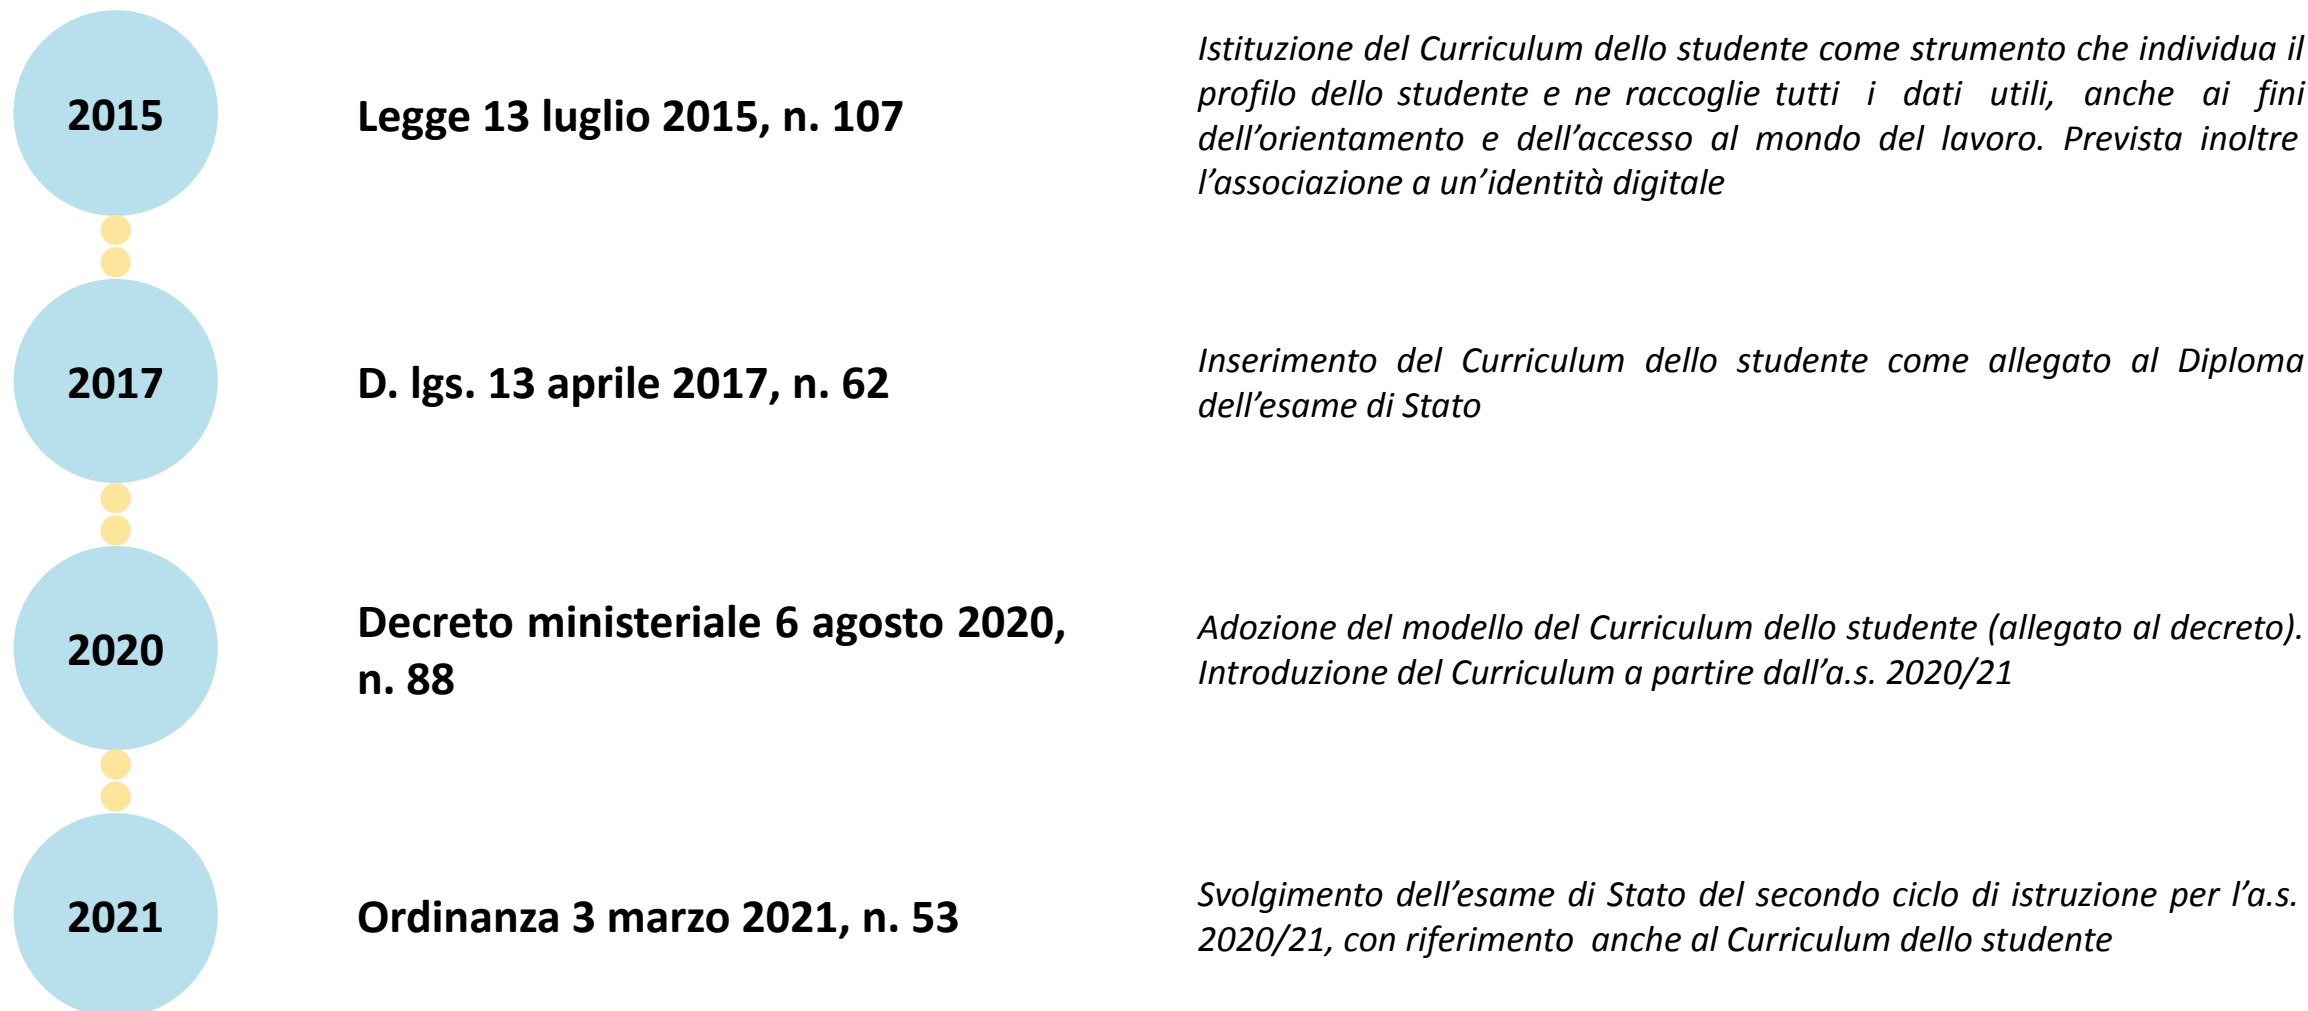 2015
Legge 13 luglio 2015, n. 107
Istituzione del Curriculum dello studente come strumento che individua il
profilo dello studente e ne raccoglie tutti i dati utili, anche ai fini
dell’orientamento e dell’accesso al mondo del lavoro. Prevista inoltre
l’associazione a un’identità digitale
2017
D. lgs. 13 aprile 2017, n. 62
Inserimento del Curriculum dello studente come allegato al Diploma
dell’esame di Stato
2020
Decreto ministeriale 6 agosto 2020,
n. 88
Adozione del modello del Curriculum dello studente (allegato al decreto).
Introduzione del Curriculum a partire dall’a.s. 2020/21
2021
Ordinanza 3 marzo 2021, n. 53
Svolgimento dell’esame di Stato del secondo ciclo di istruzione per l’a.s.
2020/21, con riferimento anche al Curriculum dello studente